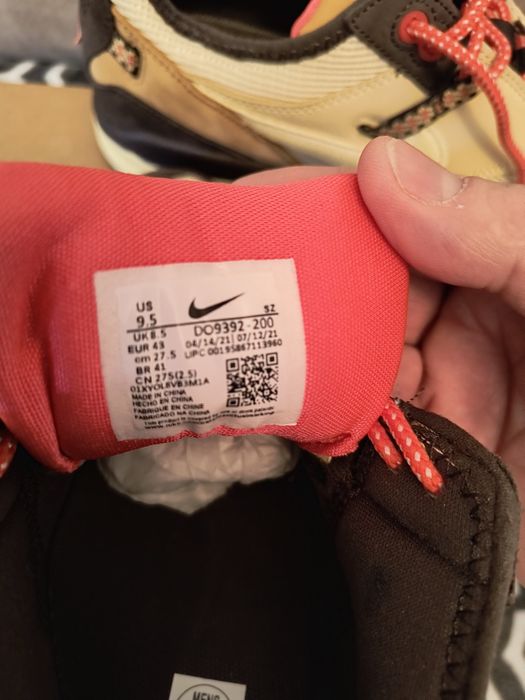 US
9.5
SZ
UK 8.5
DO9392-200
EUR 43
04/14/21 07/12/21
cm 27.5
UPC 00195867113960
BR 41
CN 275(2.5)
01XYOL8VB3M1A
MADE IN CHINA
HECHO EN CHINA
FABRIQUE EN CHINE
FABRICADO NA CHINA
MENS